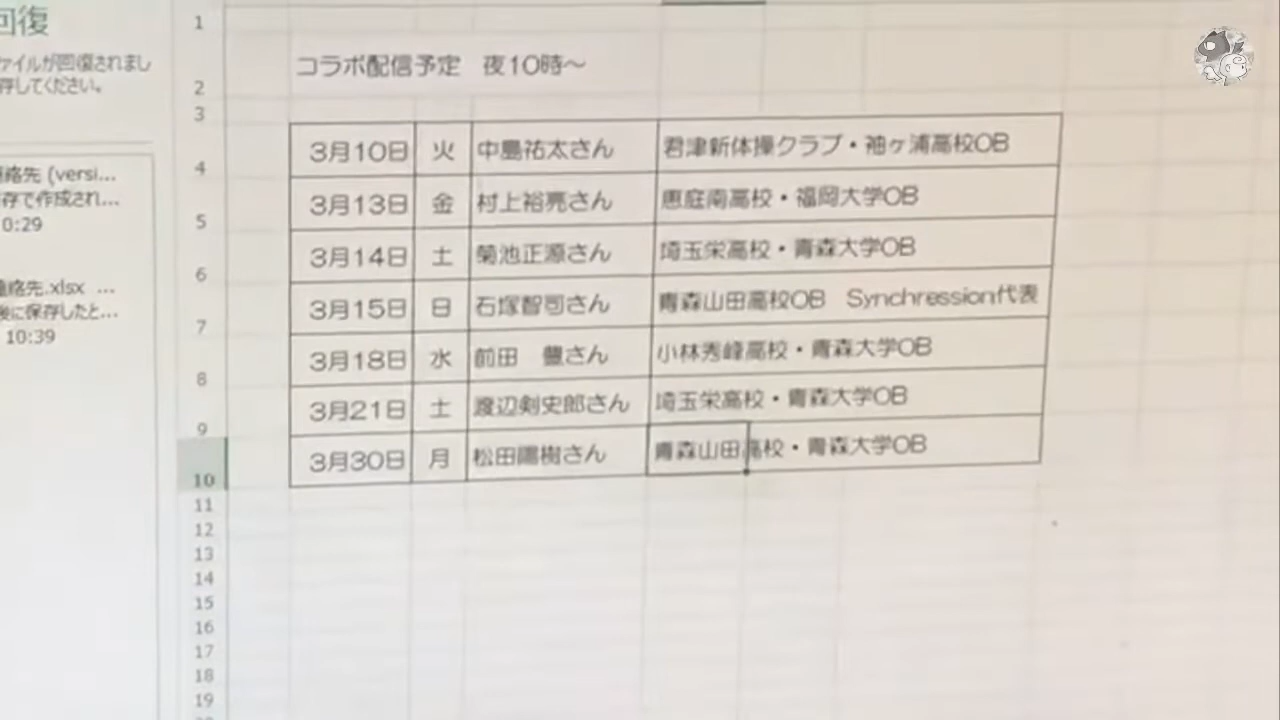 回復
ァイルが回復されまし
存してください。
絡先 (versi...
存で作成され...
0:29
絡先.xlsx ...
後に保存したと...
10:39
1
2
3
4
5
6
7
8
9
10
11
12
13
14
15
16
17
18
19
コラボ配信予定 夜10時～
3月10日 火 中島祐太さん 君津新体操クラブ・袖ヶ浦高校OB
3月13日 金 村上裕亮さん 恵庭南高校・福岡大学OB
3月14日 土 菊池正源さん 埼玉栄高校・青森大学OB
3月15日 日 石塚智司さん 青森山田高校OB Synchression代表
3月18日 水 前田 豊さん 小林秀峰高校・青森大学OB
3月21日 土 渡辺剣史郎さん 埼玉栄高校・青森大学OB
3月30日 月 松田陽樹さん 青森山田高校・青森大学OB